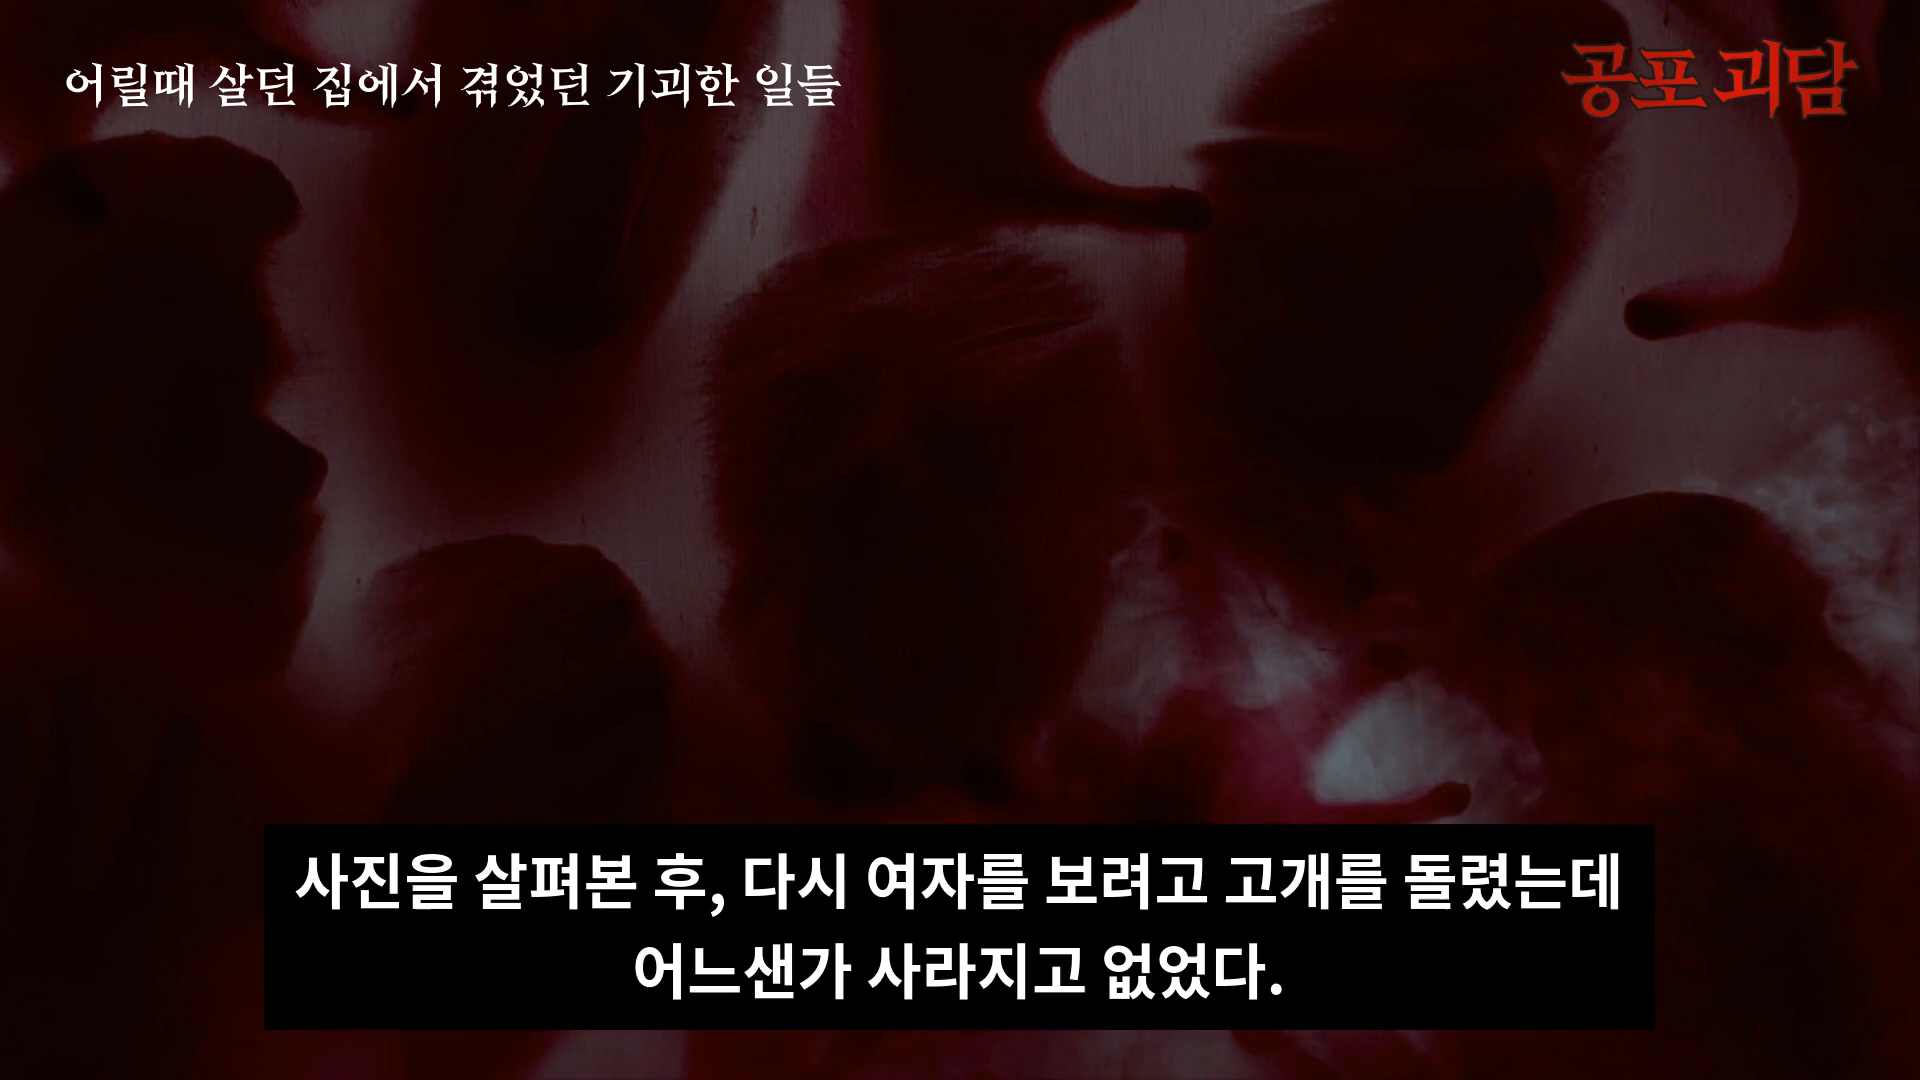 어릴때 살던 집에서 겪었던 기괴한 일들
공포 괴담
사진을 살펴본 후, 다시 여자를 보려고 고개를 돌렸는데
어느샌가 사라지고 없었다.